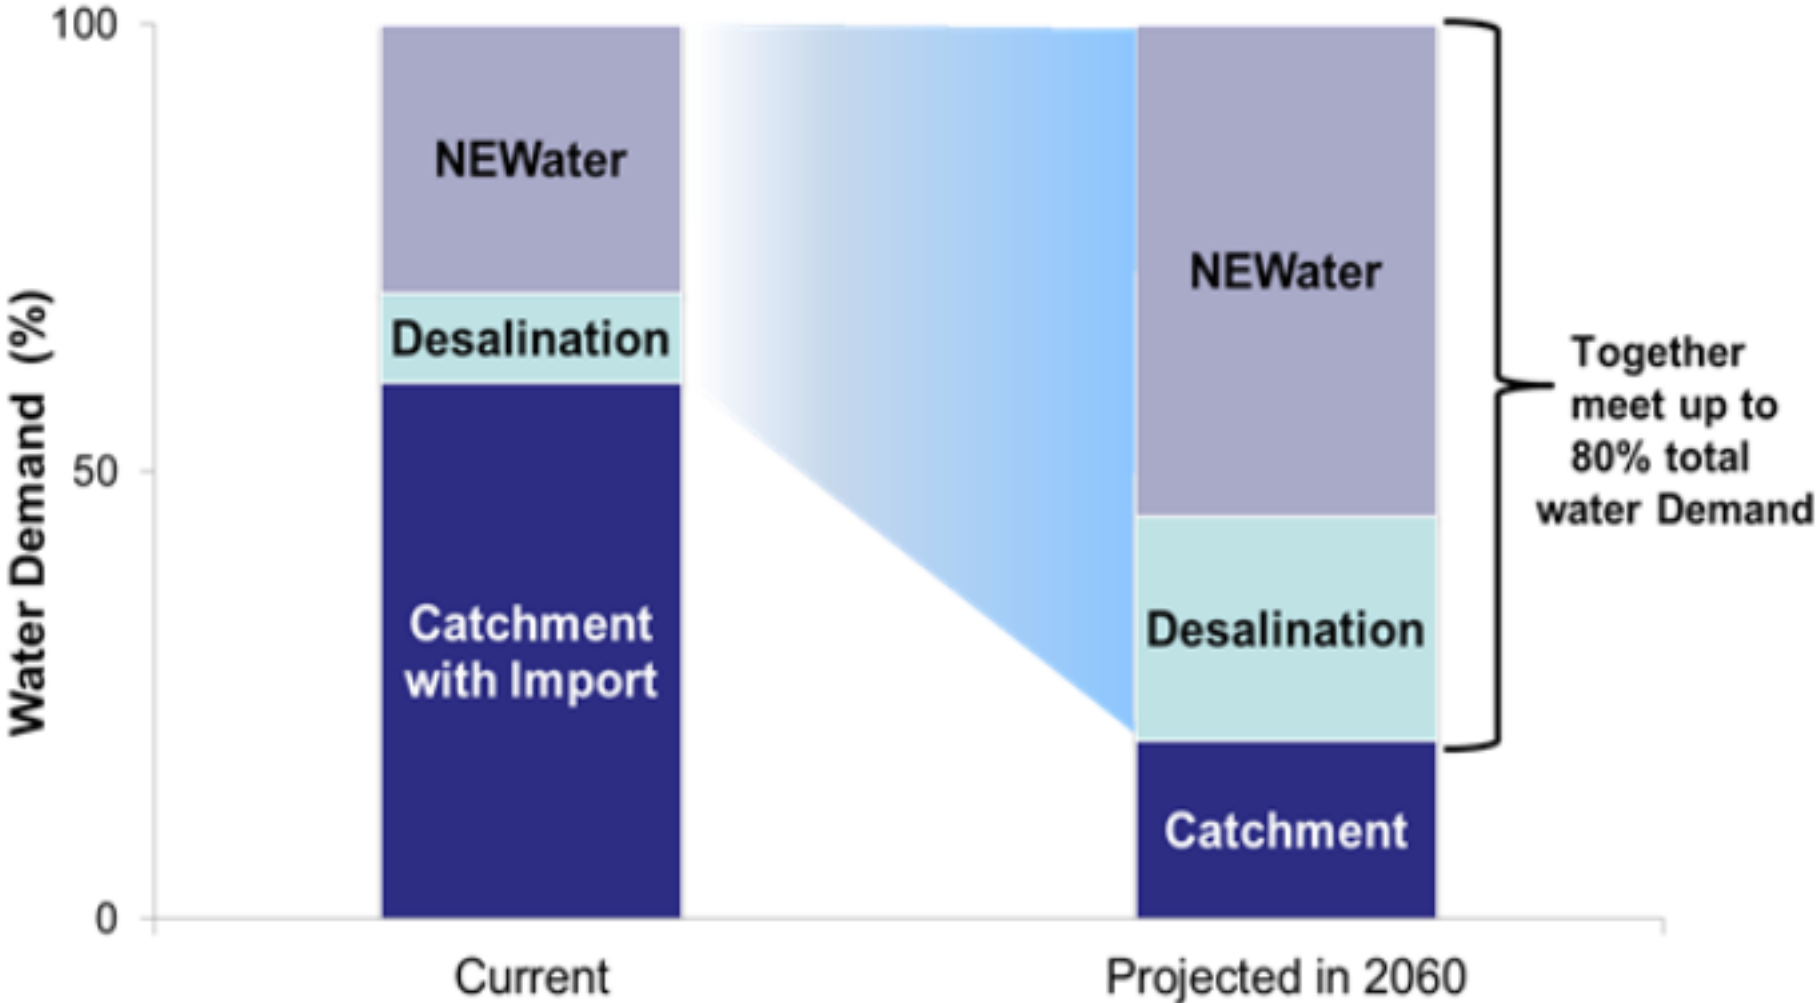 100
50
0
Water Demand (%)
NEWater
Desalination
Catchment
with Import
NEWater
Desalination
Catchment
Together
meet up to
80% total
water Demand
Current
Projected in 2060